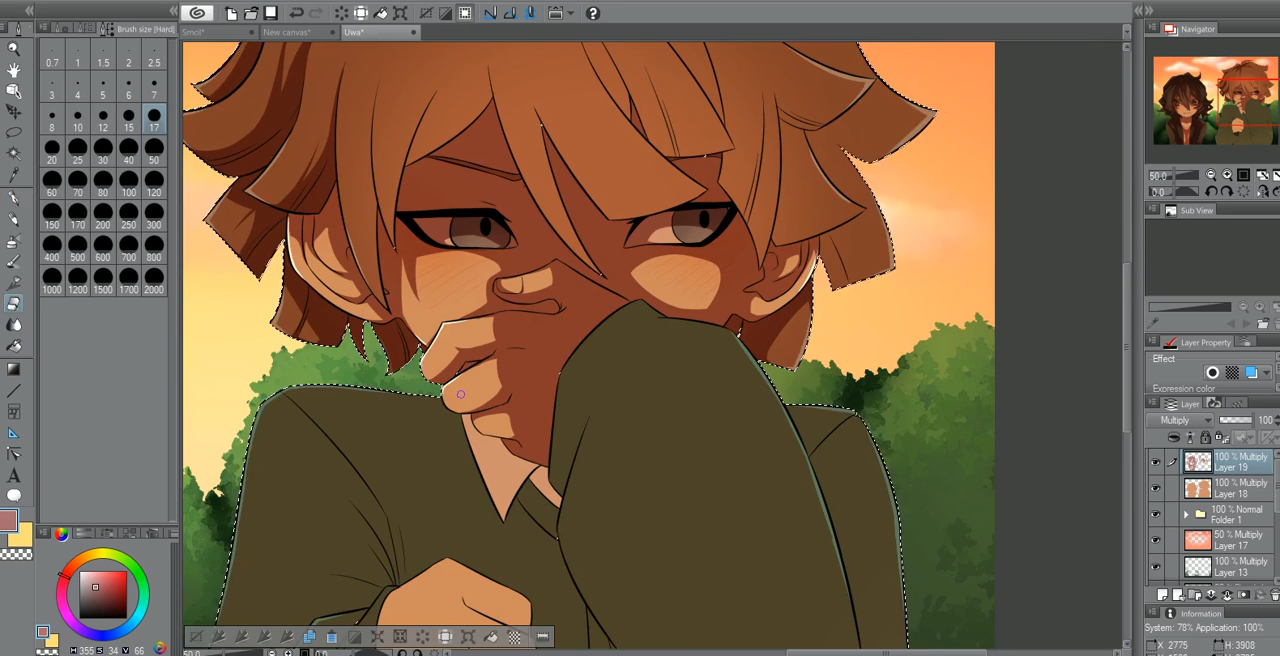 Smol*
New canvas*
Uwa*
Brush size [Hard]
0.7 1 1.5 2 2.5
3 4 5 6 7
8 10 12 15 17
20 25 30 40 50
60 70 80 100 120
150 170 200 250 300
400 500 600 700 800
1000 1200 1500 1700 2000
H 355 S 34 V 66
50.0
0.0
Navigator
50.0
0.0
Sub View
Layer Property
Effect
Expression color
Layer
Multiply 100
100 % Multiply
Layer 19
100 % Multiply
Layer 18
100 % Normal
Folder 1
50 % Multiply
Layer 17
100 % Multiply
Layer 13
Information
System: 78% Application: 100%
X 2775 H: 3908